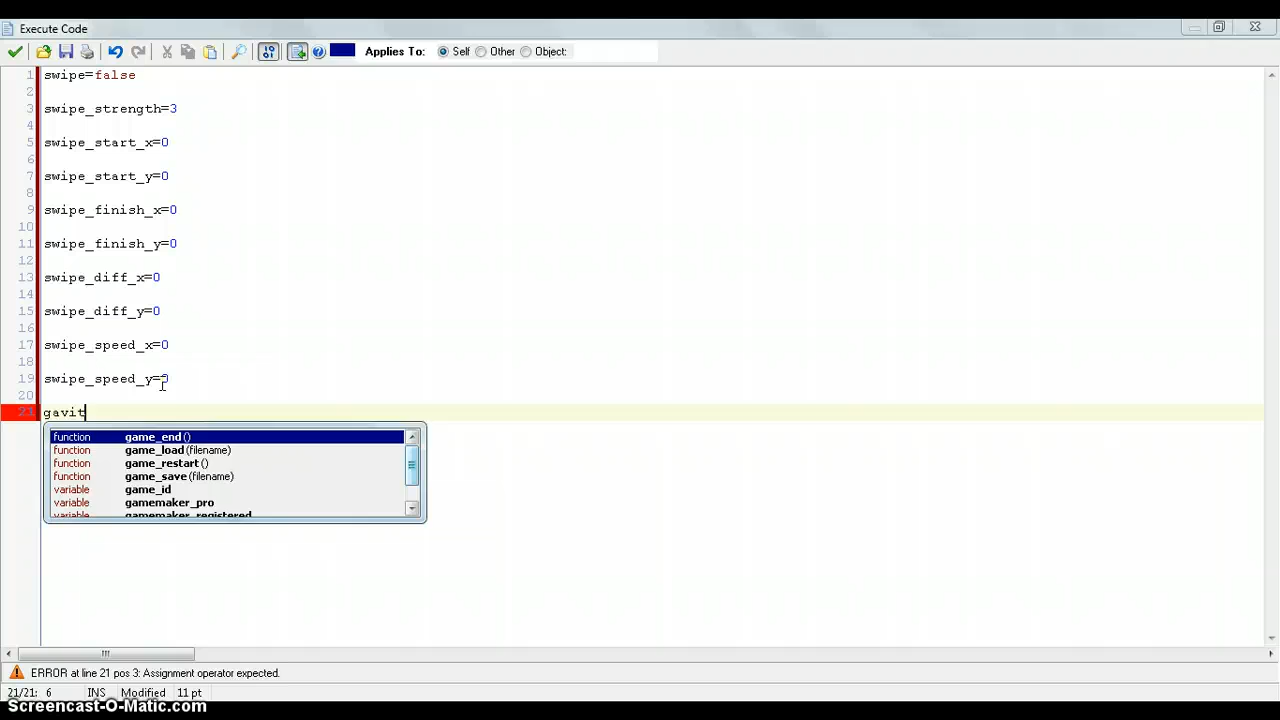 Execute Code
Applies To: Self Other Object:
1 swipe=false
2
3 swipe_strength=3
4
5 swipe_start_x=0
6
7 swipe_start_y=0
8
9 swipe_finish_x=0
10
11 swipe_finish_y=0
12
13 swipe_diff_x=0
14
15 swipe_diff_y=0
16
17 swipe_speed_x=0
18
19 swipe_speed_y=0
20
21 gavit
function game_end()
function game_load(filename)
function game_restart()
function game_save(filename)
variable game_id
variable gamemaker_pro
variable gamemaker_registered
ERROR at line 21 pos 3: Assignment operator expected.
21/21: 6 INS Modified 11 pt
Screencast-O-Matic.com